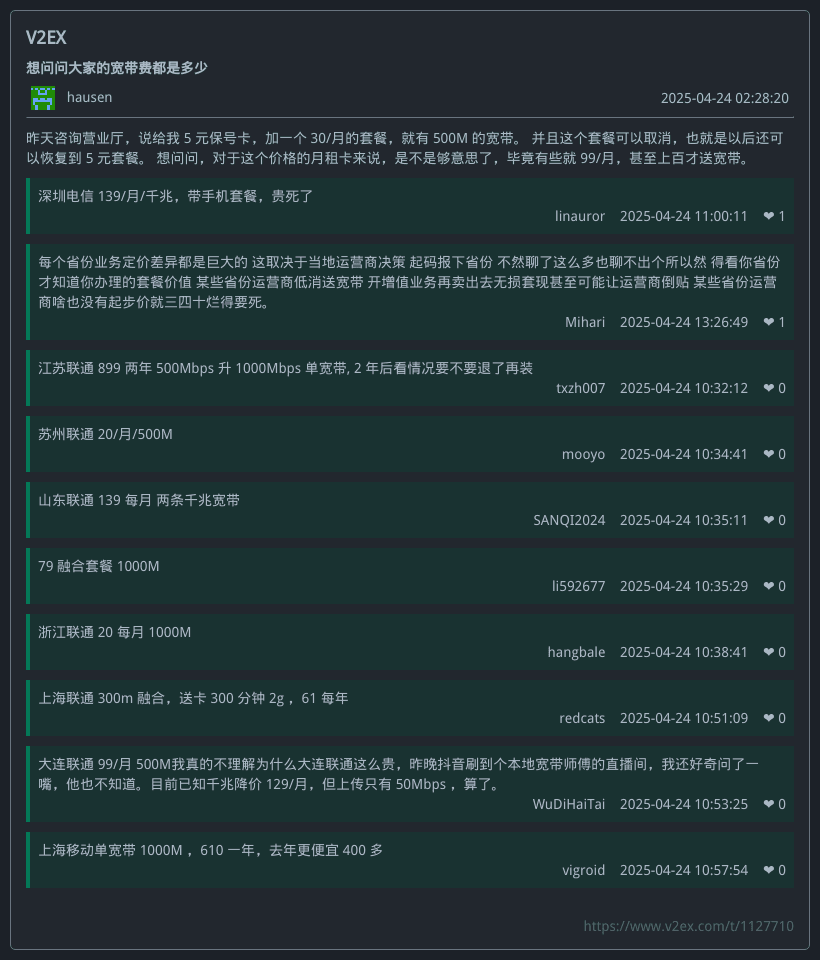 V2EX
想问问大家的宽带费都是多少
hausen 2025-04-24 02:28:20
昨天咨询营业厅，说给我 5 元保号卡，加一个 30/月的套餐，就有 500M 的宽带。 并且这个套餐可以取消，也就是以后还可
以恢复到 5 元套餐。 想问问，对于这个价格的月租卡来说，是不是够意思了，毕竟有些就 99/月，甚至上百才送宽带。
深圳电信 139/月/千兆，带手机套餐，贵死了
linauror 2025-04-24 11:00:11 ❤ 1
每个省份业务定价差异都是巨大的 这取决于当地运营商决策 起码报下省份 不然聊了这么多也聊不出个所以然 得看你省份
才知道你办理的套餐价值 某些省份运营商低消送宽带 开增值业务再卖出去无损套现甚至可能让运营商倒贴 某些省份运营
商啥也没有起步价就三四十烂得要死。
Mihari 2025-04-24 13:26:49 ❤ 1
江苏联通 899 两年 500Mbps 升 1000Mbps 单宽带, 2 年后看情况要不要退了再装
txzh007 2025-04-24 10:32:12 ❤ 0
苏州联通 20/月/500M
mooyo 2025-04-24 10:34:41 ❤ 0
山东联通 139 每月 两条千兆宽带
SANQI2024 2025-04-24 10:35:11 ❤ 0
79 融合套餐 1000M
li592677 2025-04-24 10:35:29 ❤ 0
浙江联通 20 每月 1000M
hangbale 2025-04-24 10:38:41 ❤ 0
上海联通 300m 融合，送卡 300 分钟 2g ，61 每年
redcats 2025-04-24 10:51:09 ❤ 0
大连联通 99/月 500M我真的不理解为什么大连联通这么贵，昨晚抖音刷到个本地宽带师傅的直播间，我还好奇问了一
嘴，他也不知道。目前已知千兆降价 129/月，但上传只有 50Mbps ，算了。
WuDiHaiTai 2025-04-24 10:53:25 ❤ 0
上海移动单宽带 1000M ，610 一年，去年更便宜 400 多
vigroid 2025-04-24 10:57:54 ❤ 0
https://www.v2ex.com/t/1127710